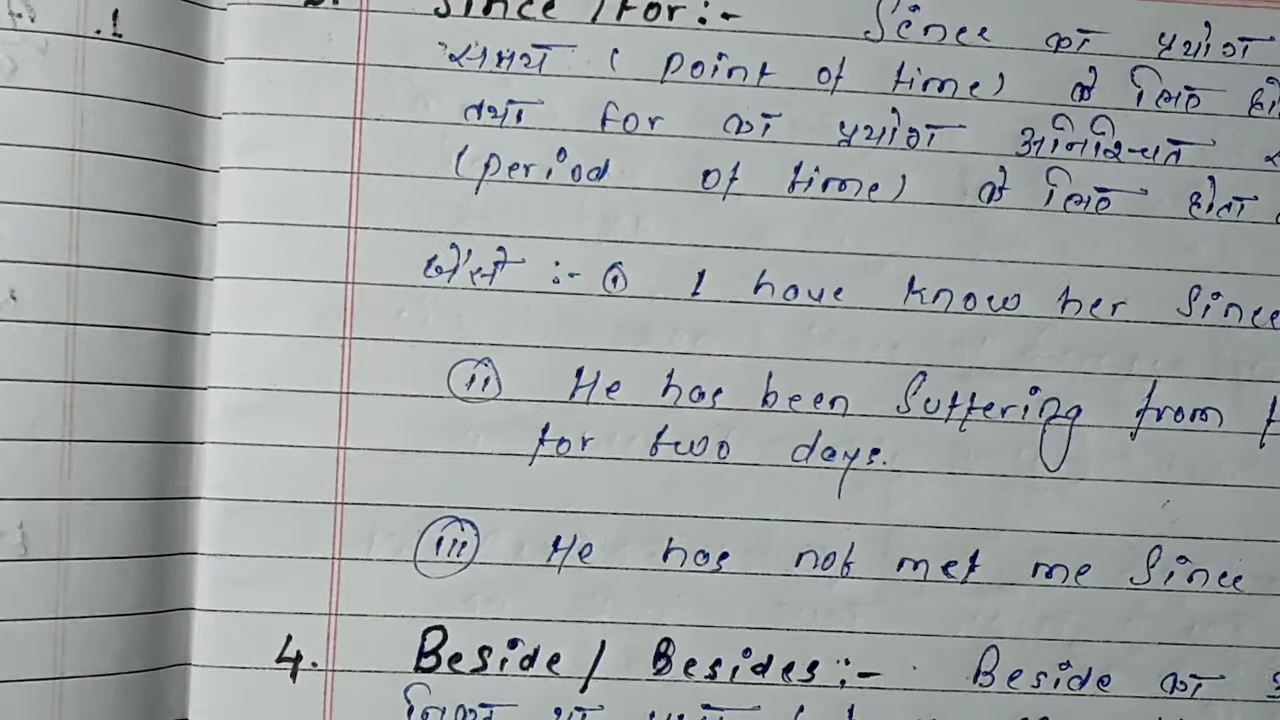 Since / For :- Since का प्रयोग
समय ( Point of time) के लिए
तथा for का प्रयोग अनिश्चित
(period of time) के लिए होता
जैसे :- (i) I have know her Since
(ii) He has been Suffering from
for two days.
(iii) He has not met me Since
4. Beside / Besides :- Beside का